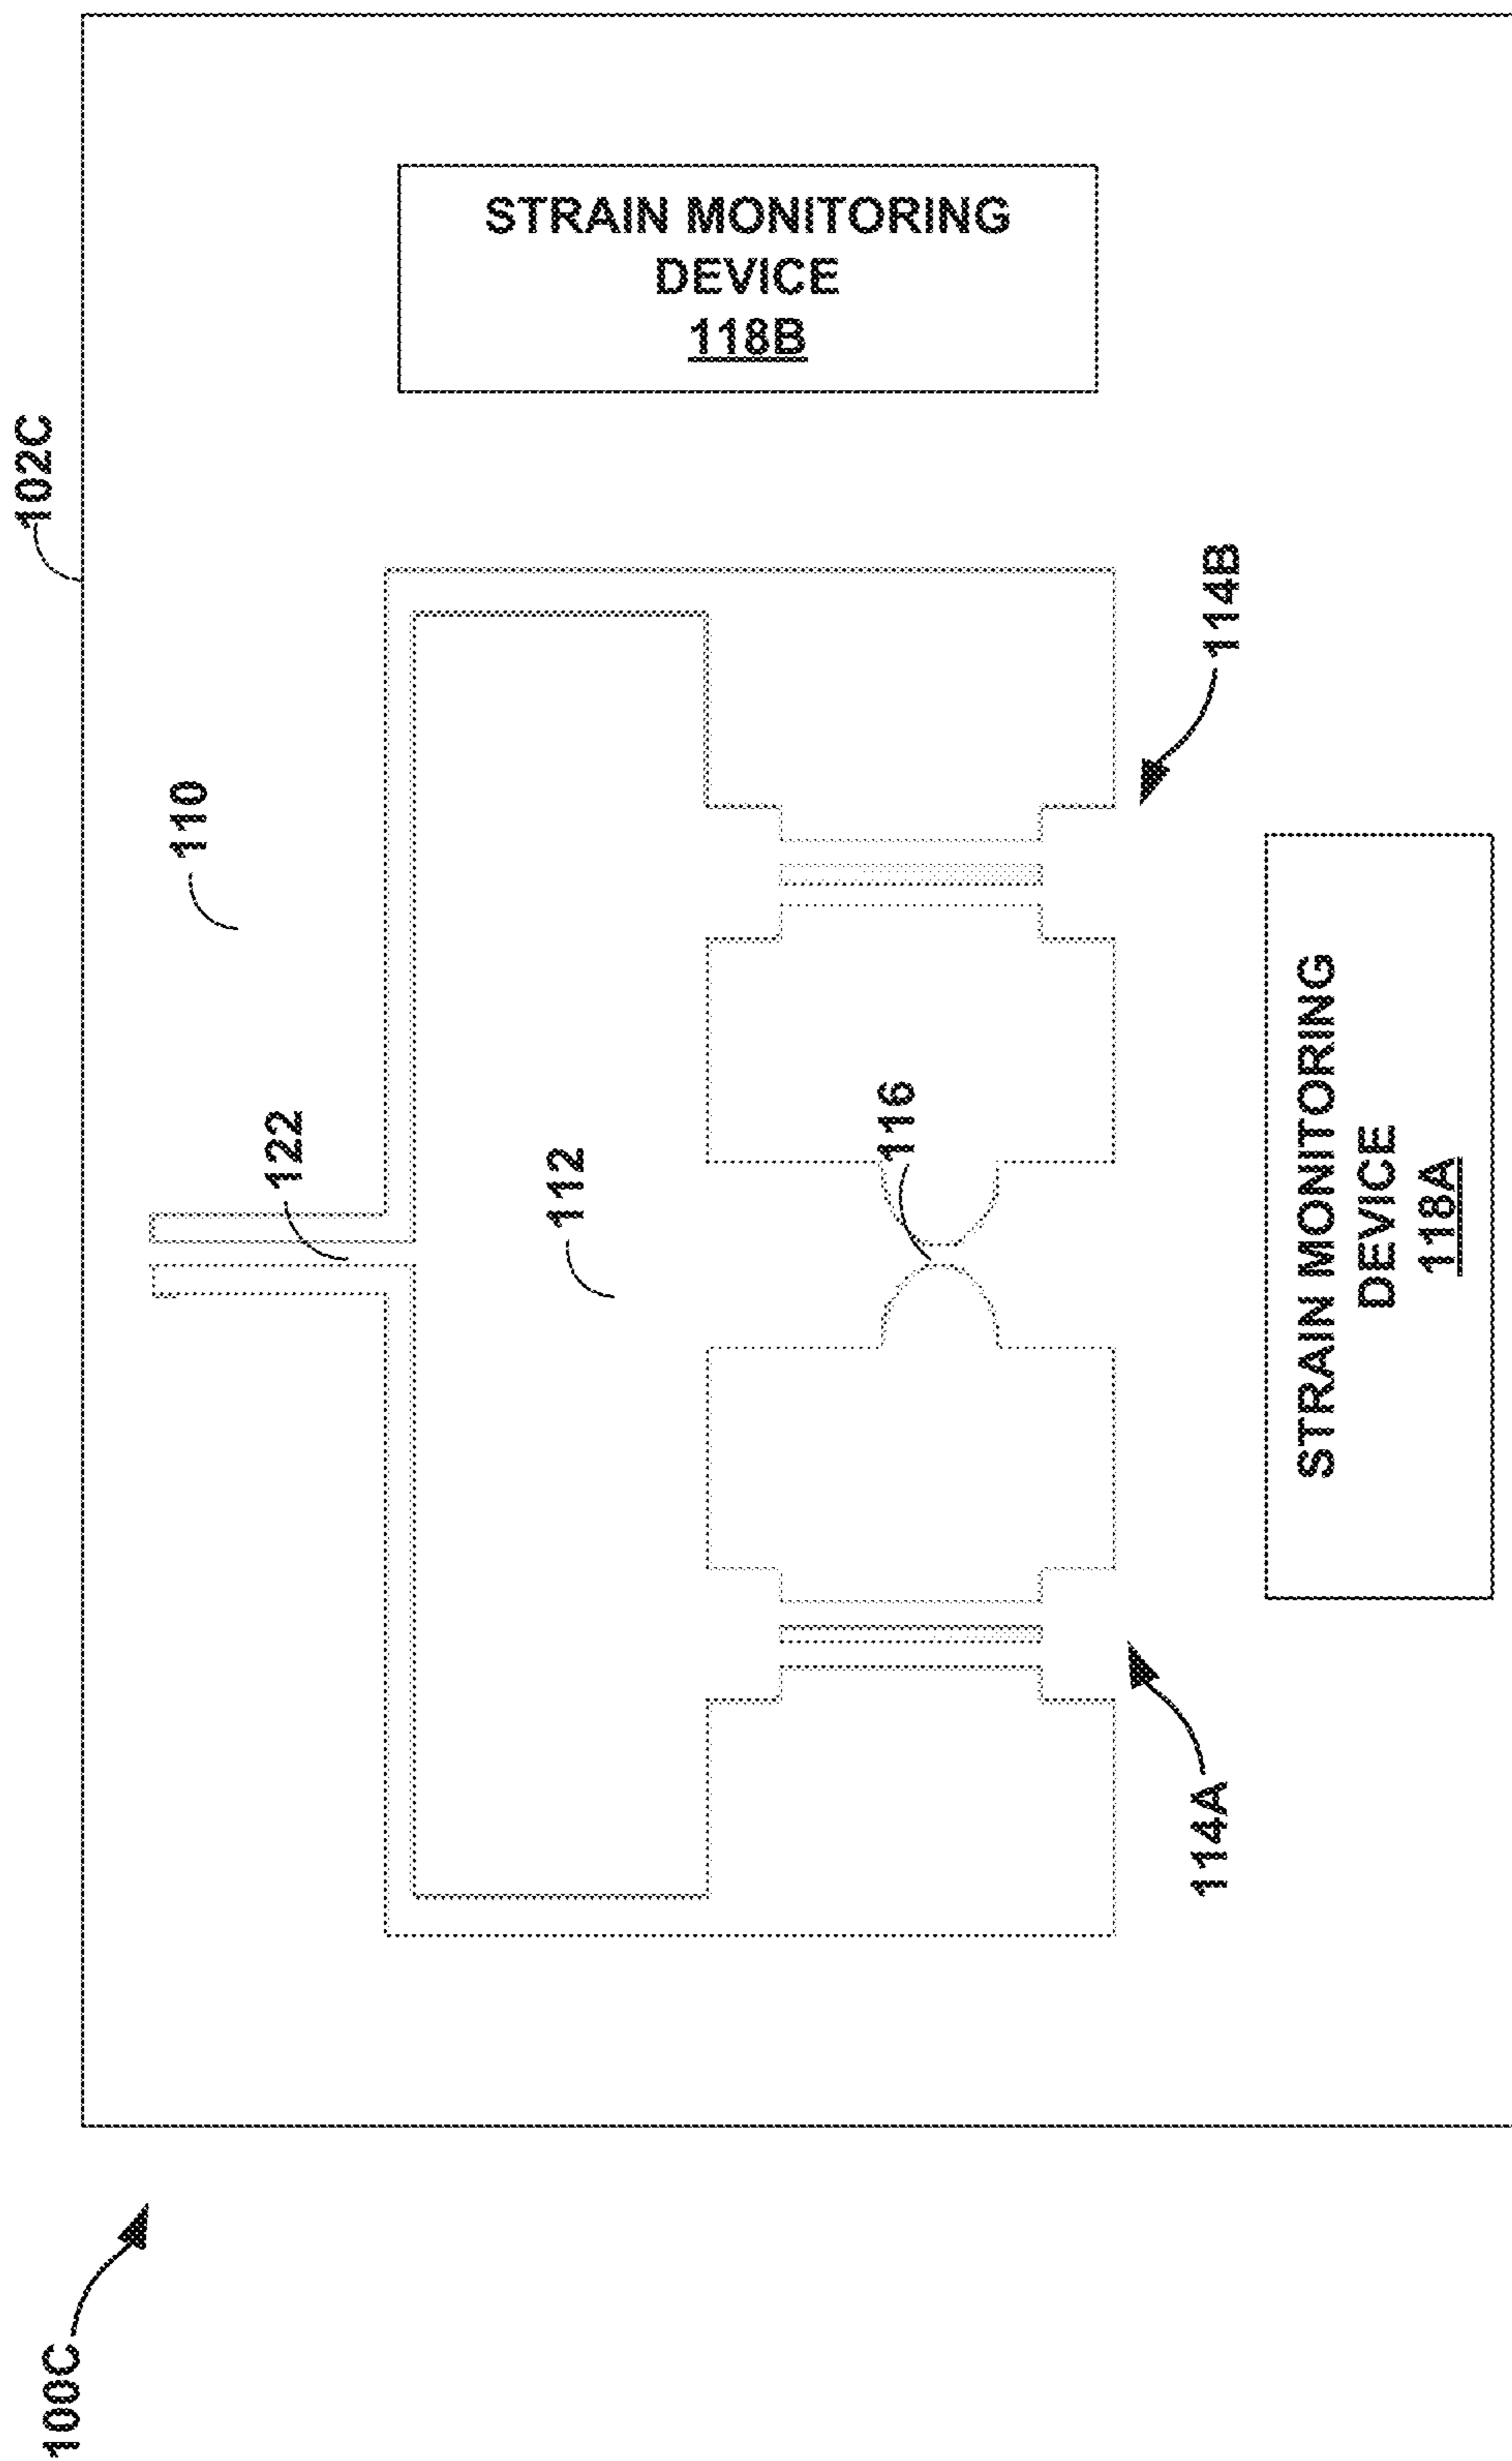 100C
102C
110
122
112
116
114A
114B
STRAIN MONITORING
DEVICE
118A
STRAIN MONITORING
DEVICE
118B